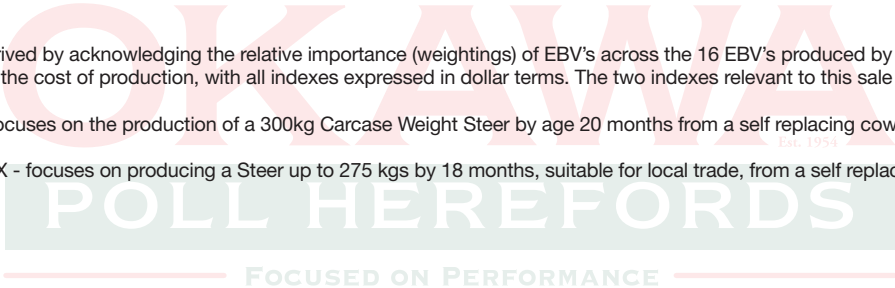 OKAWA
rived by acknowledging the relative importance (weightings) of EBV's across the 16 EBV's produced by
the cost of production, with all indexes expressed in dollar terms. The two indexes relevant to this sale
ocuses on the production of a 300kg Carcase Weight Steer by age 20 months from a self replacing cow
Est. 1954
X - focuses on producing a Steer up to 275 kgs by 18 months, suitable for local trade, from a self replac
POLL HEREFORDS
FOCUSED ON PERFORMANCE